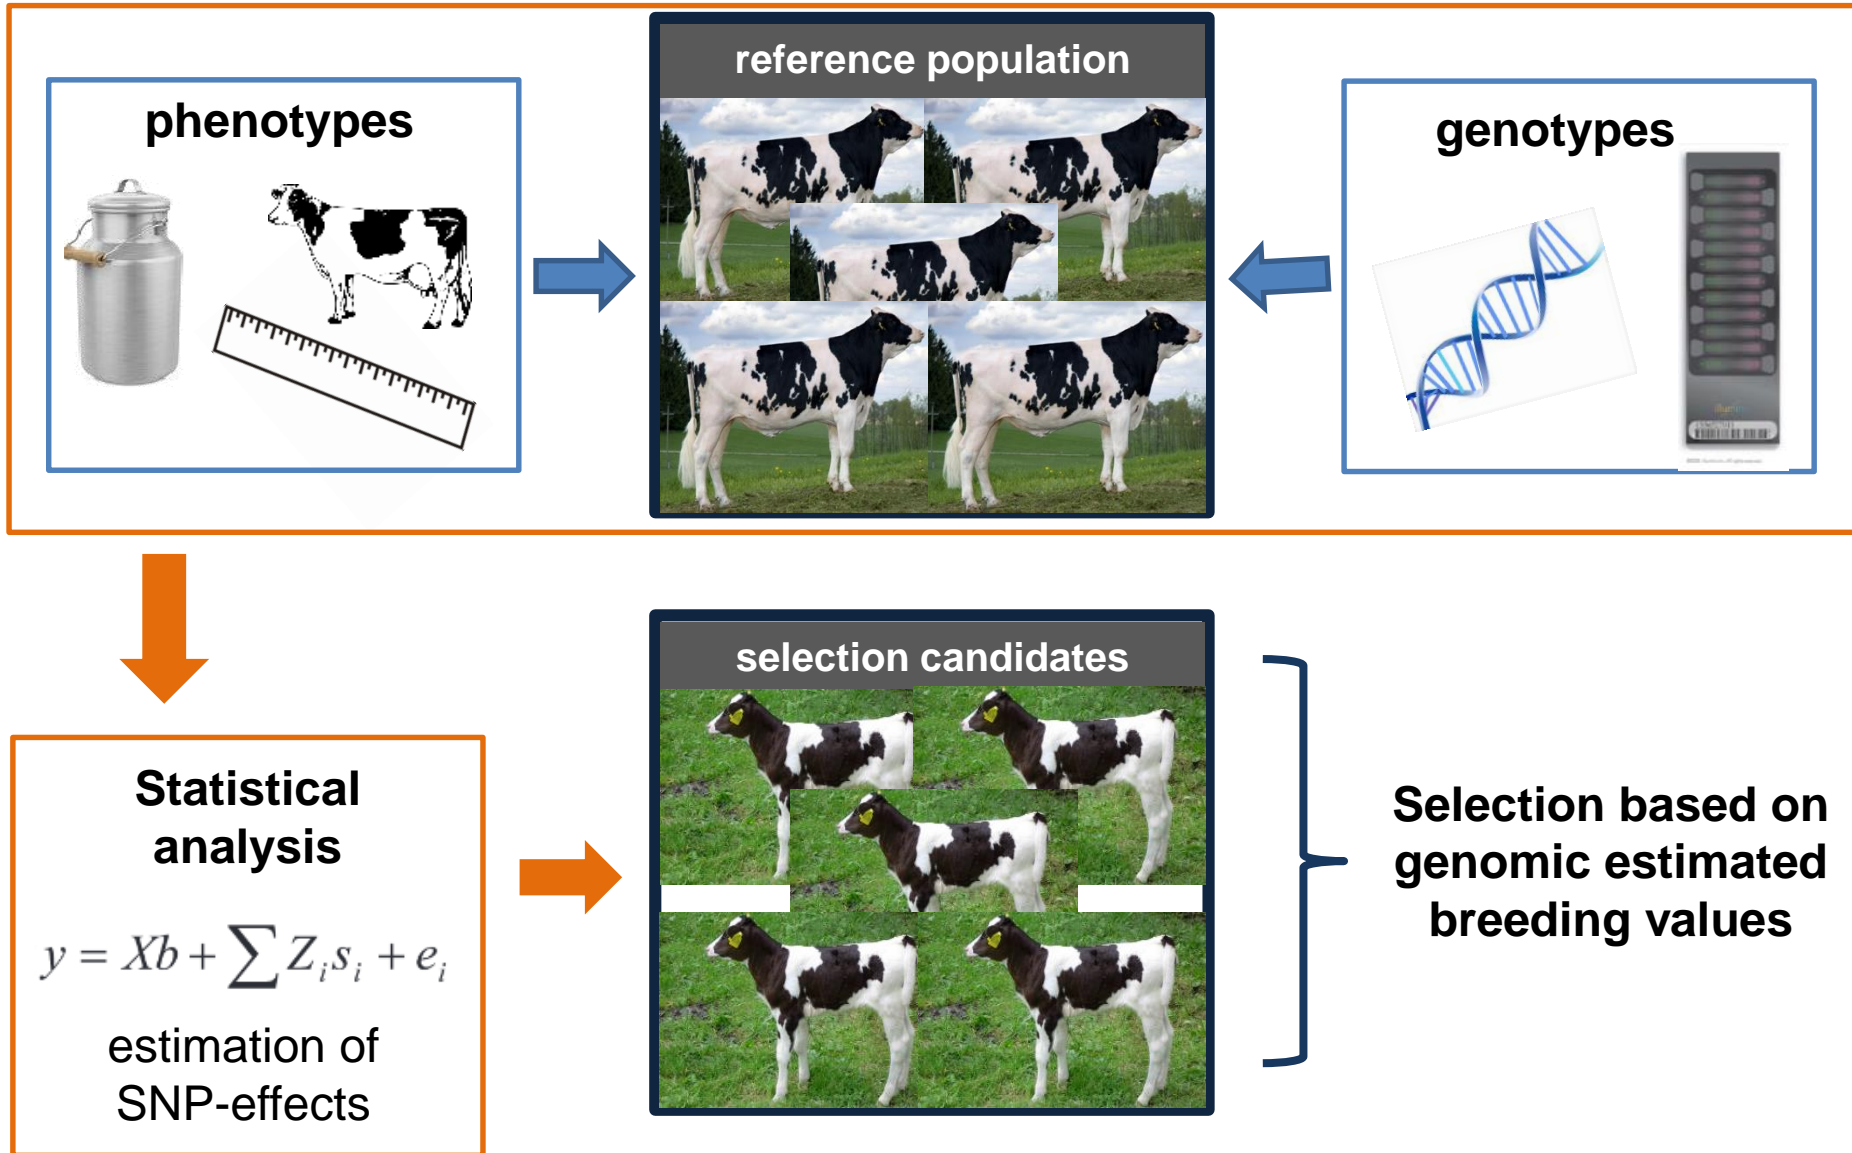 reference population
phenotypes
genotypes
selection candidates
Statistical
analysis
y = Xb + ∑ Z_i s_i + e_i
estimation of
SNP-effects
Selection based on
genomic estimated
breeding values